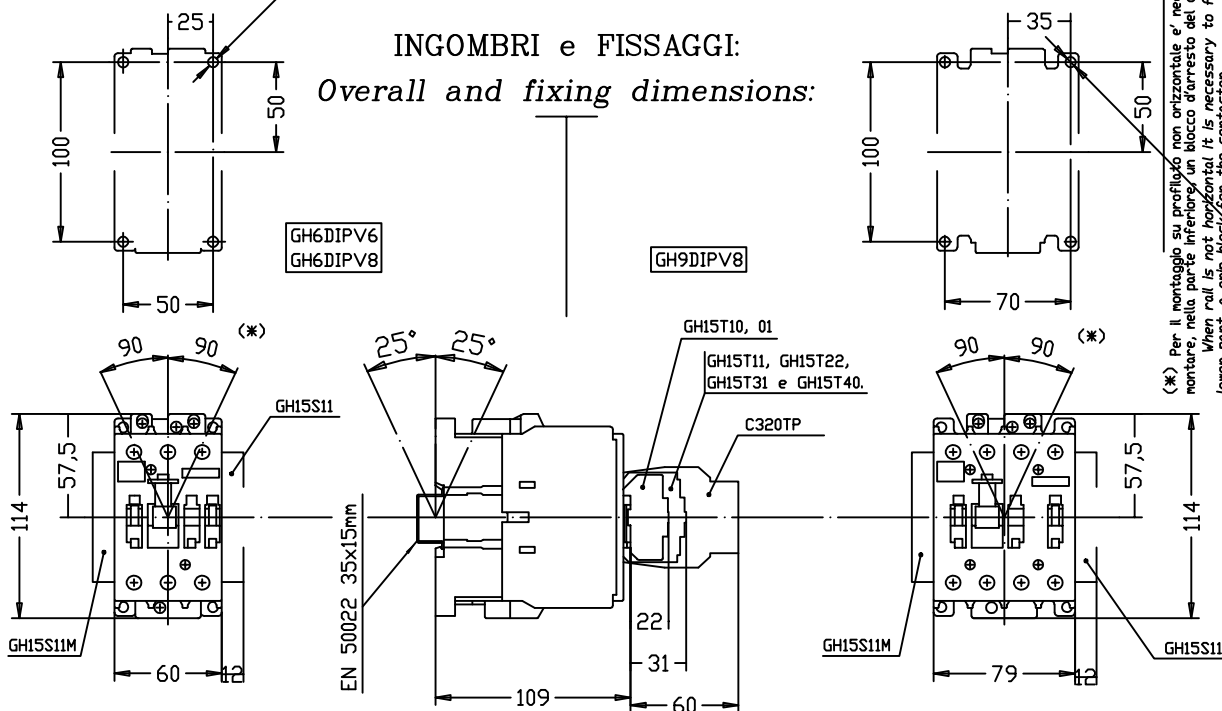 INGOMBRI e FISSAGGI:
Overall and fixing dimensions:
25
100
50
50
GH6DIPV6
GH6DIPV8
GH9DIPV8
35
100
50
70
(*) Per il montaggio su profilato non orizzontale e'
montare, nella parte inferiore, un blocco d'arresto del
When rail is not horizontal it is necessary to
90
90
(*)
GH15S11
114
57,5
GH15S11M
60
12
25°
25°
EN 50022 35x15mm
GH15T10, 01
GH15T11, GH15T22,
GH15T31 e GH15T40.
C320TP
22
31
109
60
90
90
(*)
57,5
114
GH15S11M
GH15S11
79
12